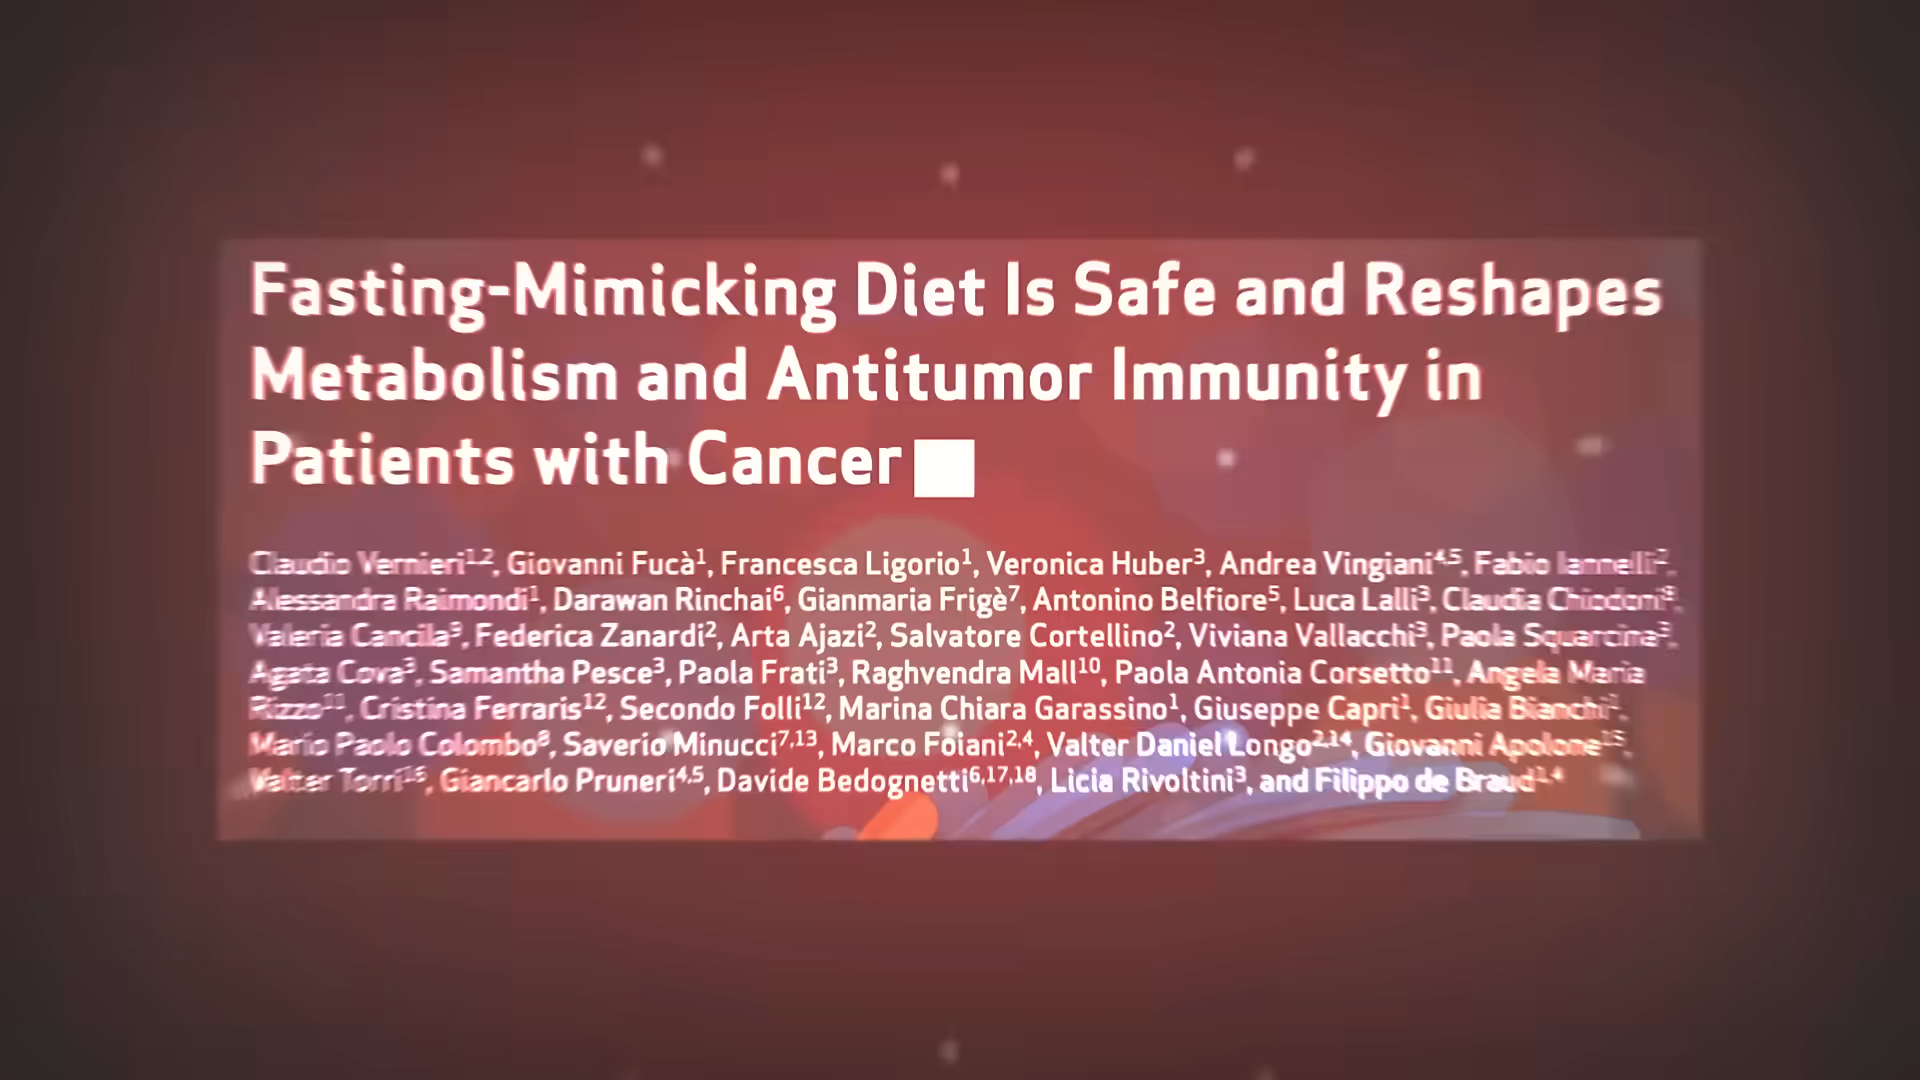 Fasting-Mimicking Diet Is Safe and Reshapes
Metabolism and Antitumor Immunity in
Patients with Cancer
Claudio Vernieri1,2, Giovanni Fucà1, Francesca Ligorio1, Veronica Huber3, Andrea Vingiani4,5, Fabio Iannelli2,
Alessandra Raimondi1, Darawan Rinchai6, Gianmaria Frigè7, Antonino Belfiore5, Luca Lalli3, Claudia Chiodoni8,
Valeria Cancila9, Federica Zanardi2, Arta Ajazi2, Salvatore Cortellino2, Viviana Vallacchi3, Paola Squarcina3,
Agata Cova3, Samantha Pesce3, Paola Frati3, Raghvendra Mall10, Paola Antonia Corsetto11, Angela Maria
Rizzo11, Cristina Ferraris12, Secondo Folli12, Marina Chiara Garassino1, Giuseppe Capri1, Giulia Bianchi1,
Mario Paolo Colombo8, Saverio Minucci7,13, Marco Foiani2,4, Valter Daniel Longo2,14, Giovanni Apolone15,
Valter Torri16, Giancarlo Pruneri4,5, Davide Bedognetti6,17,18, Licia Rivoltini3, and Filippo de Braud1,4